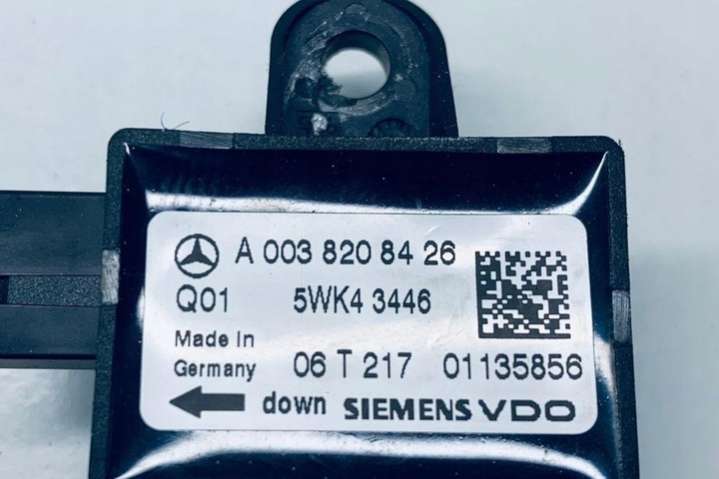 A 003 820 84 26
Q01 5WK4 3446
Made In
Germany 06 T 217 01135856
down SIEMENS VDO